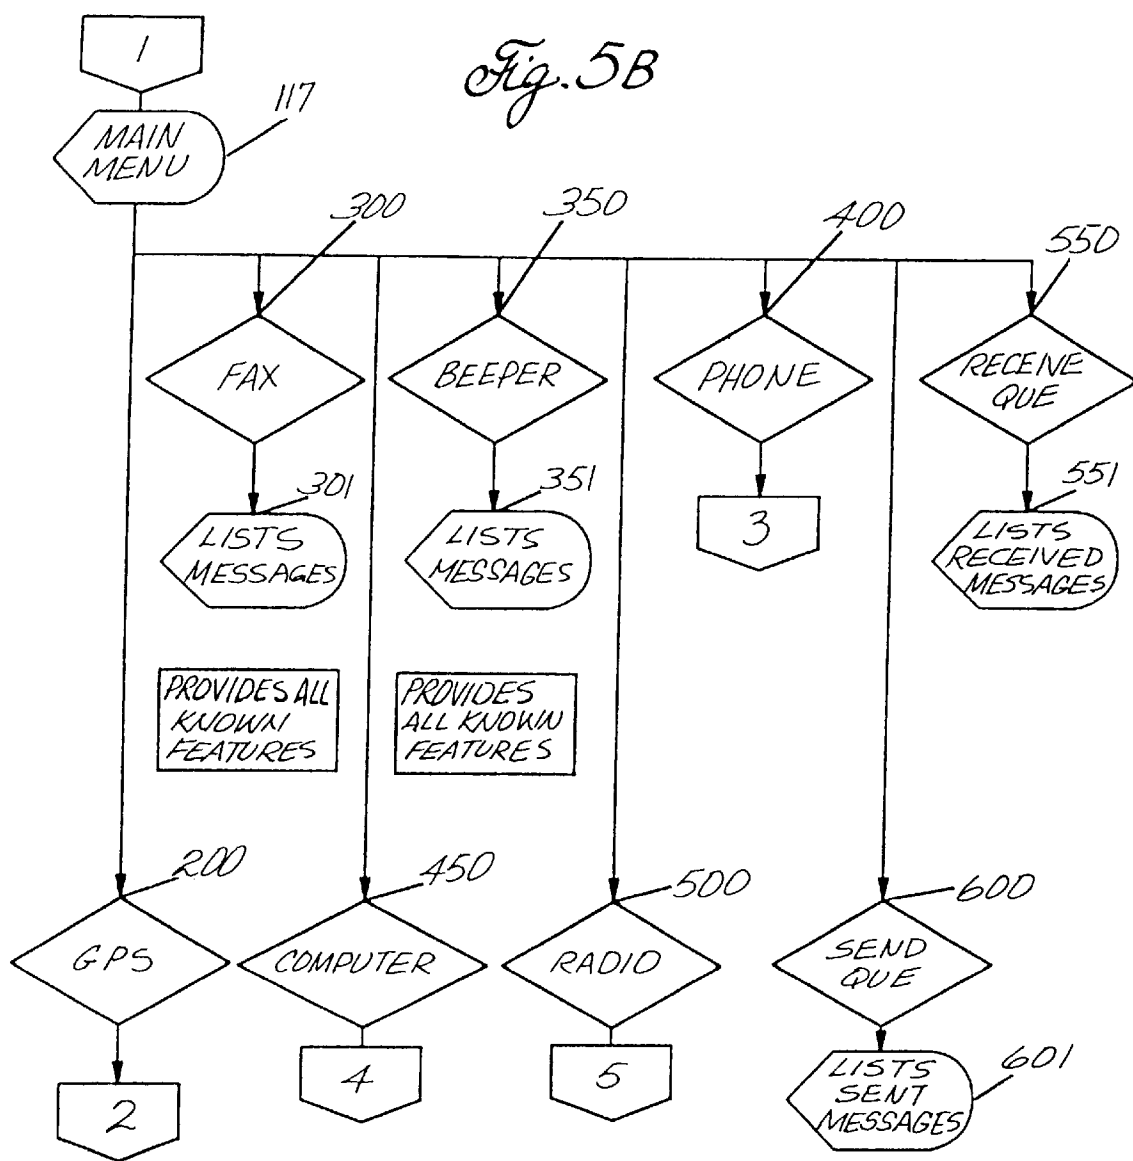 1
Fig. 5B
117
MAIN
MENU
300
350
400
550
FAX
BEEPER
PHONE
RECEIVE
QUE
301
351
551
LISTS
MESSAGES
LISTS
MESSAGES
3
LISTS
RECEIVED
MESSAGES
PROVIDES ALL
KNOWN
FEATURES
PROVIDES
ALL KNOWN
FEATURES
200
450
500
600
GPS
COMPUTER
RADIO
SEND
QUE
2
4
5
LISTS
SENT
MESSAGES
601